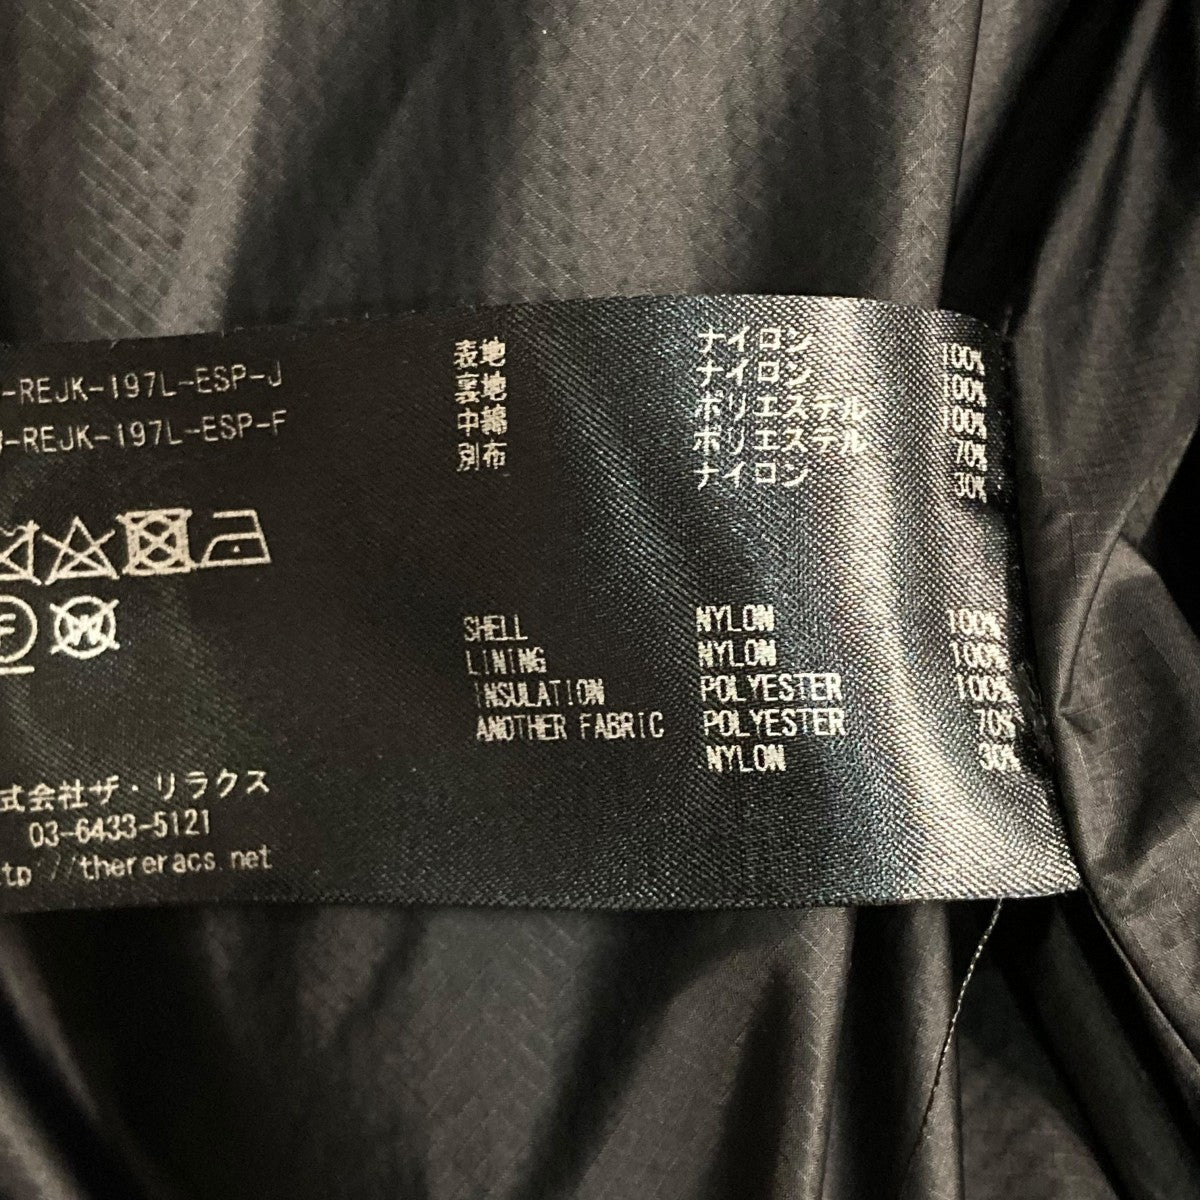 -REJK-197L-ESP-J
-REJK-197L-ESP-F
表地 ナイロン 100%
裏地 ナイロン 100%
中綿 ポリエステル 100%
別布 ポリエステル 70%
ナイロン 30%
F
W
SHELL NYLON 100%
LINING NYLON 100%
INSULATION POLYESTER 100%
ANOTHER FABRIC POLYESTER 70%
NYLON 30%
式会社ザ・リラクス
03-6433-5121
tp://thereracs.net